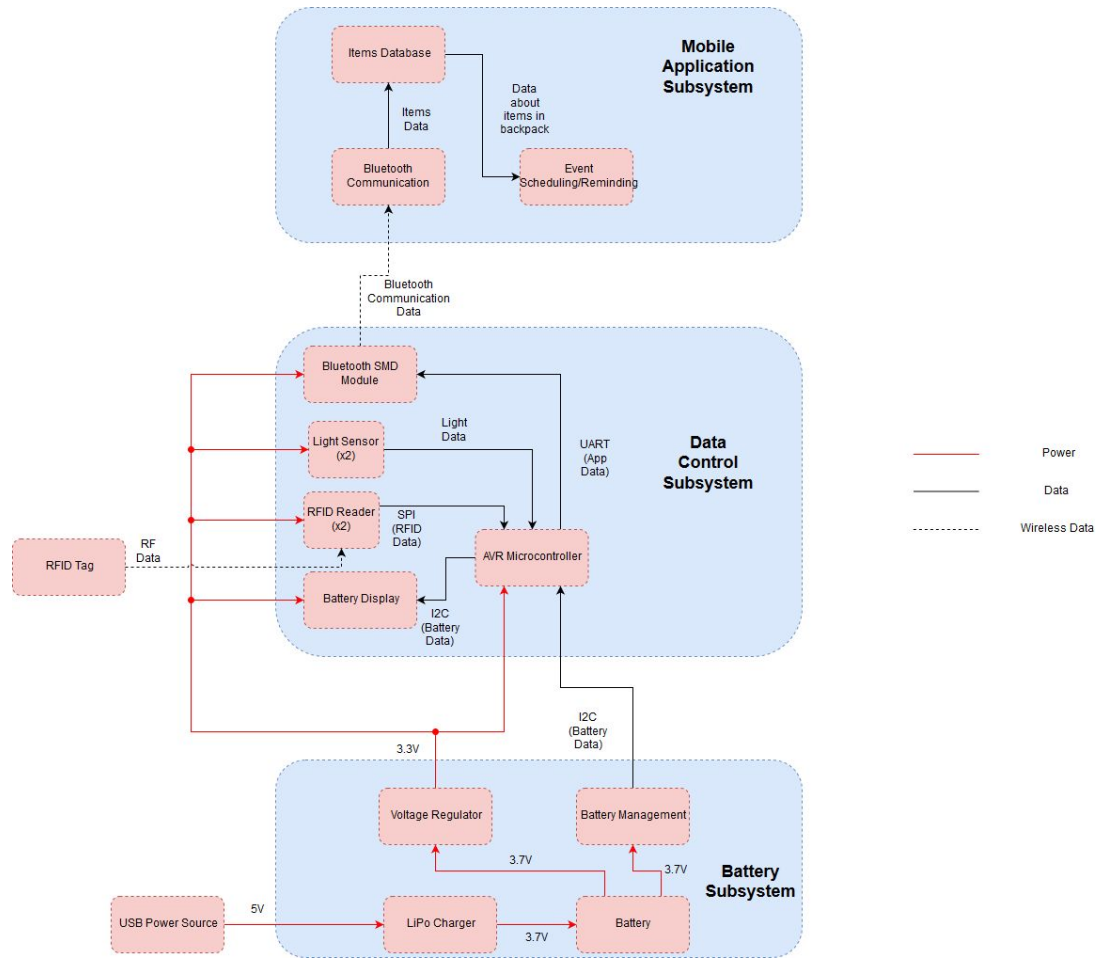 Items Database
Mobile
Application
Subsystem
Data
about
items in
backpack
Items
Data
Bluetooth
Communication
Event
Scheduling/Reminding
Bluetooth
Communication
Data
Bluetooth SMD
Module
Light
Data
Light Sensor
(x2)
UART
(App
Data)
Data
Control
Subsystem
Power
Data
Wireless Data
RFID Reader
(x2)
SPI
(RFID
Data)
RF
Data
RFID Tag
AVR Microcontroller
Battery Display
I2C
(Battery
Data)
I2C
(Battery
Data)
3.3V
Voltage Regulator
Battery Management
3.7V
3.7V
Battery
Subsystem
USB Power Source
5V
LiPo Charger
3.7V
Battery